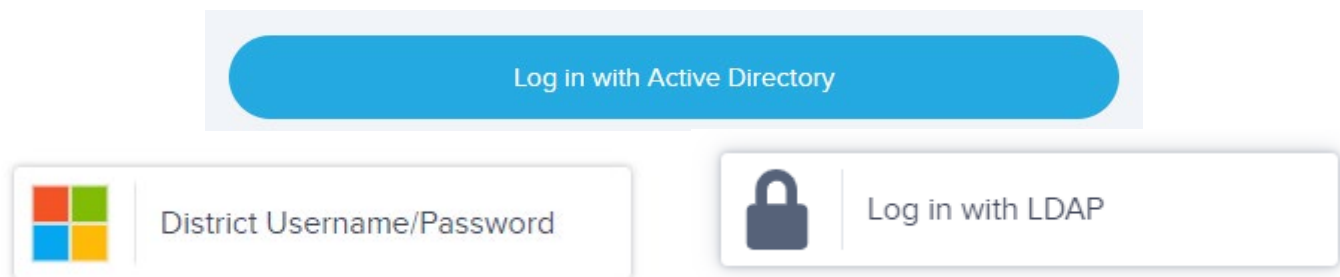 Log in with Active Directory
District Username/Password
Log in with LDAP